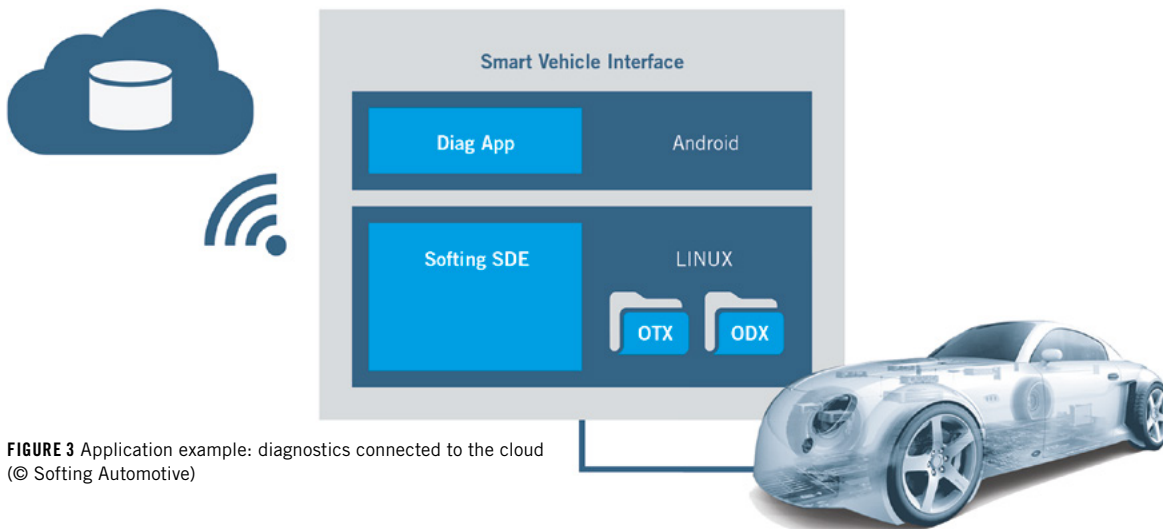 Smart Vehicle Interface
Diag App
Android
Softing SDE
LINUX
OTX
ODX
FIGURE 3 Application example: diagnostics connected to the cloud
(© Softing Automotive)